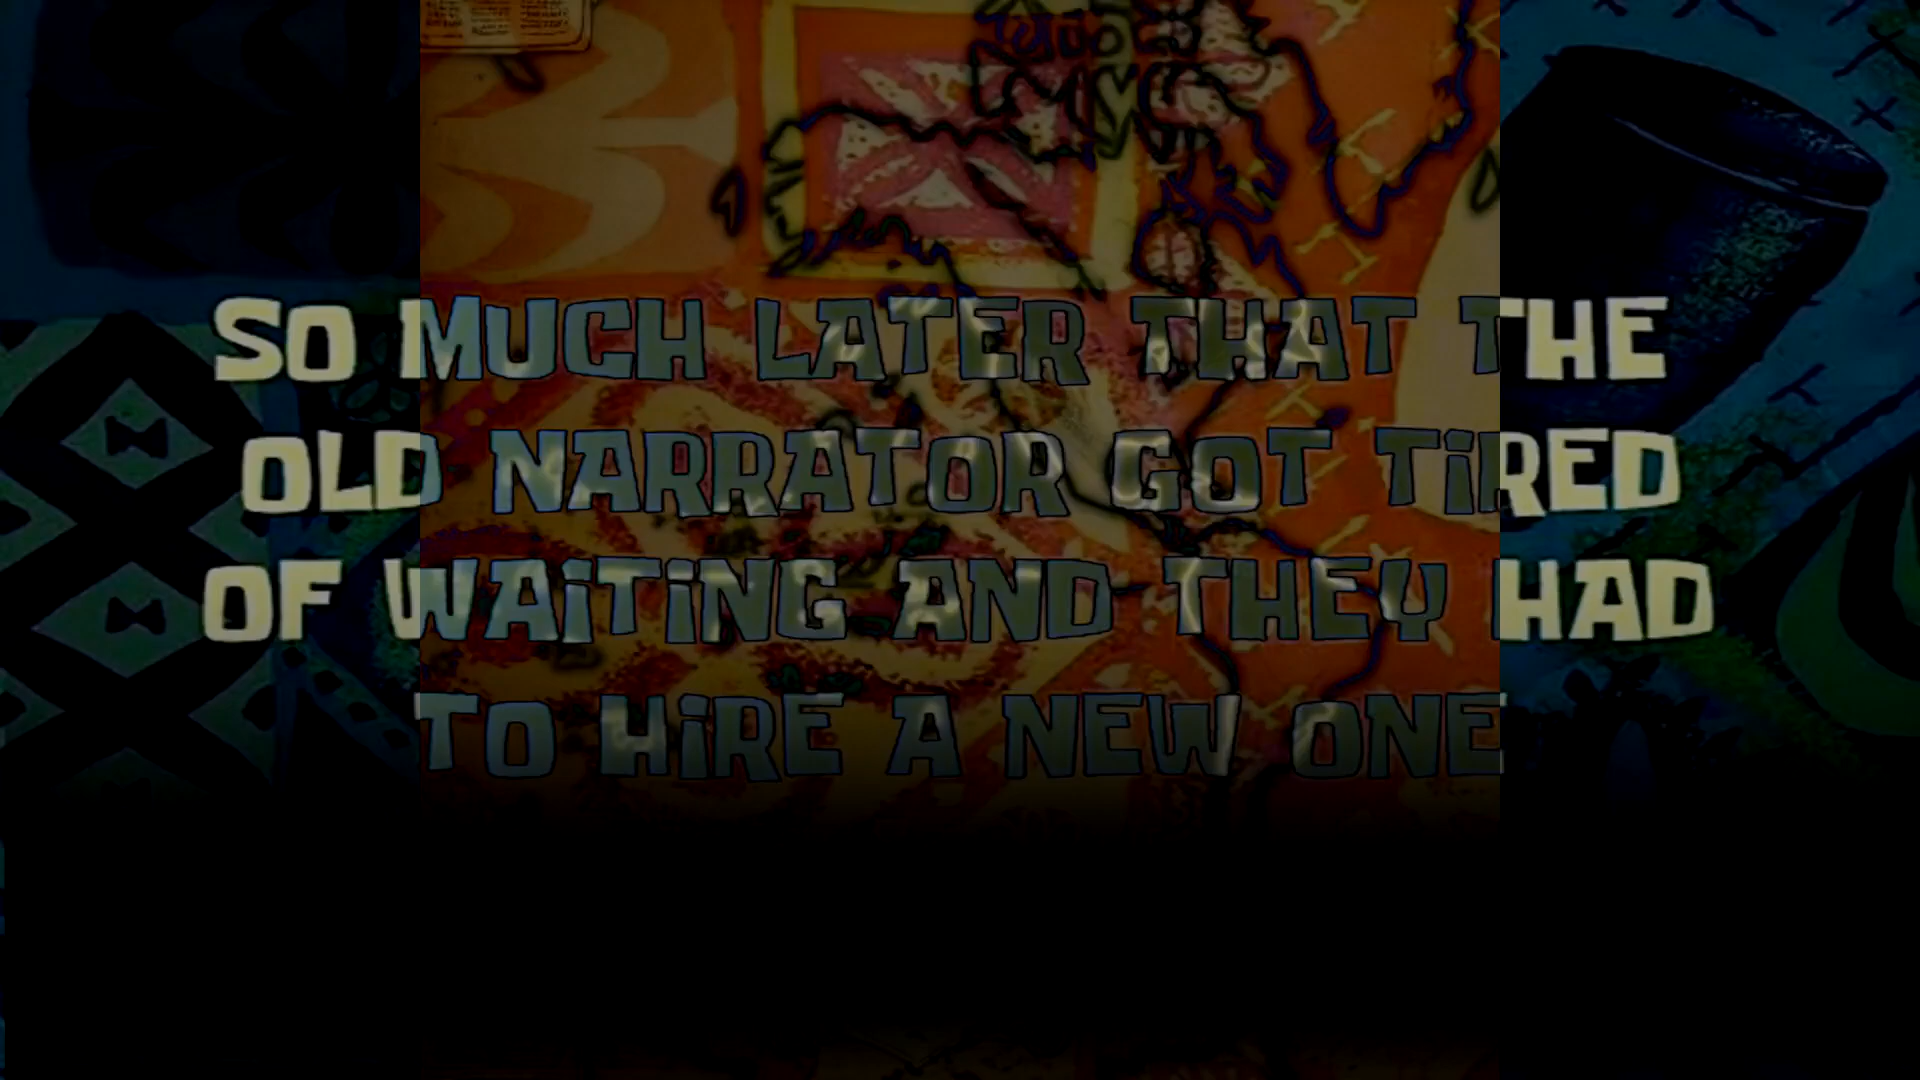 SO MUCH LATER THAT THE
OLD NARRATOR GOT TiRED
OF WAiTiNG AND THEY HAD
TO HiRE A NEW ONE